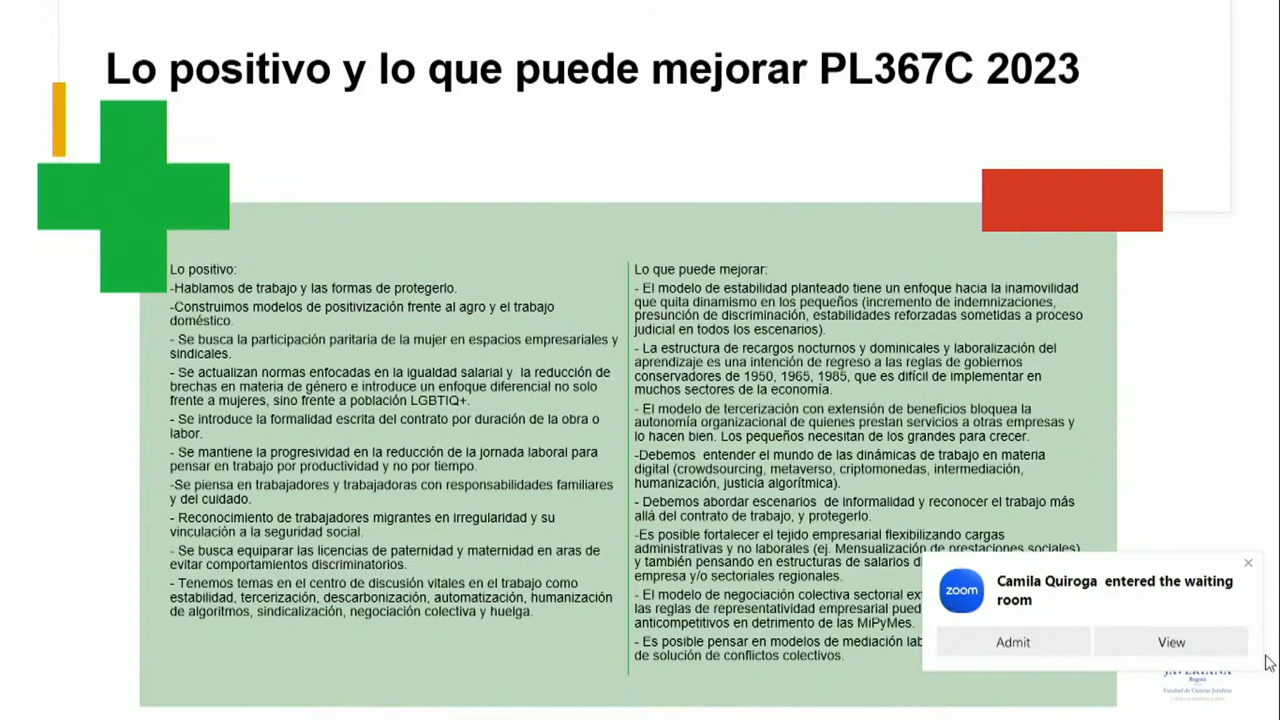 Lo positivo y lo que puede mejorar PL367C 2023
Lo positivo:
-Hablamos de trabajo y las formas de protegerlo.
-Construimos modelos de positivización frente al agro y el trabajo
doméstico.
- Se busca la participación paritaria de la mujer en espacios empresariales y
sindicales.
- Se actualizan normas enfocadas en la igualdad salarial y la reducción de
brechas en materia de género e introduce un enfoque diferencial no solo
frente a mujeres, sino frente a población LGBTIQ+.
- Se introduce la formalidad escrita del contrato por duración de la obra o
labor.
- Se mantiene la progresividad en la reducción de la jornada laboral para
pensar en trabajo por productividad y no por tiempo.
-Se piensa en trabajadores y trabajadoras con responsabilidades familiares
y del cuidado.
- Reconocimiento de trabajadores migrantes en irregularidad y su
vinculación a la seguridad social.
- Se busca equiparar las licencias de paternidad y maternidad en aras de
evitar comportamientos discriminatorios.
- Tenemos temas en el centro de discusión vitales en el trabajo como
estabilidad, tercerización, descarbonización, automatización, humanización
de algoritmos, sindicalización, negociación colectiva y huelga.
Lo que puede mejorar:
- El modelo de estabilidad planteado tiene un enfoque hacia la inamovilidad
que quita dinamismo en los pequeños (incremento de indemnizaciones,
presunción de discriminación, estabilidades reforzadas sometidas a proceso
judicial en todos los escenarios).
- La estructura de recargos nocturnos y dominicales y laboralización del
aprendizaje es una intención de regreso a las reglas de gobiernos
conservadores de 1950, 1965, 1985, que es difícil de implementar en
muchos sectores de la economía.
- El modelo de tercerización con extensión de beneficios bloquea la
autonomía organizacional de quienes prestan servicios a otras empresas y
lo hacen bien. Los pequeños necesitan de los grandes para crecer.
-Debemos entender el mundo de las dinámicas de trabajo en materia
digital (crowdsourcing, metaverso, criptomonedas, intermediación,
humanización, justicia algorítmica).
- Debemos abordar escenarios de informalidad y reconocer el trabajo más
allá del contrato de trabajo, y protegerlo.
-Es posible fortalecer el tejido empresarial flexibilizando cargas
administrativas y no laborales (ej. Mensualización de prestaciones sociales)
y también pensando en estructuras de salarios
empresa y/o sectoriales regionales.
- El modelo de negociación colectiva sectorial
las reglas de representatividad empresarial
anticompetitivos en detrimento de las MiPyMes.
- Es posible pensar en modelos de mediación
de solución de conflictos colectivos.
zoom
Camila Quiroga entered the waiting
room
Admit
View
JAVERIANA
Bogotá
Facultad de Ciencias Jurídicas